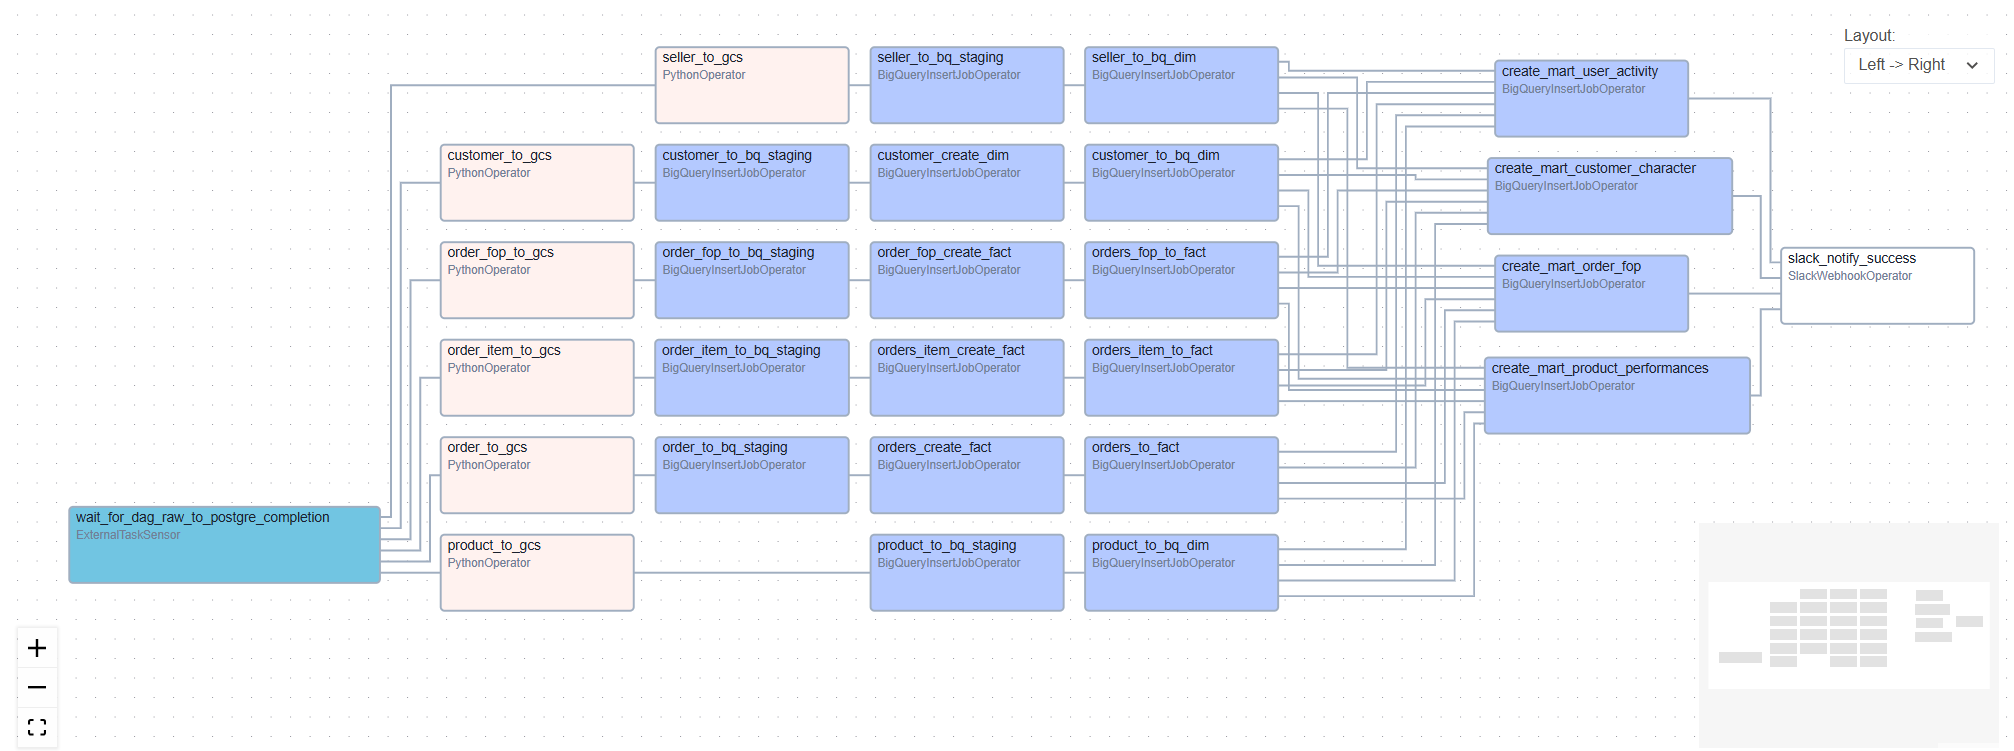 Layout:
Left -> Right
seller_to_gcs
PythonOperator
seller_to_bq_staging
BigQueryInsertJobOperator
seller_to_bq_dim
BigQueryInsertJobOperator
create_mart_user_activity
BigQueryInsertJobOperator
customer_to_gcs
PythonOperator
customer_to_bq_staging
BigQueryInsertJobOperator
customer_create_dim
BigQueryInsertJobOperator
customer_to_bq_dim
BigQueryInsertJobOperator
create_mart_customer_character
BigQueryInsertJobOperator
order_fop_to_gcs
PythonOperator
order_fop_to_bq_staging
BigQueryInsertJobOperator
order_fop_create_fact
BigQueryInsertJobOperator
orders_fop_to_fact
BigQueryInsertJobOperator
create_mart_order_fop
BigQueryInsertJobOperator
slack_notify_success
SlackWebhookOperator
order_item_to_gcs
PythonOperator
order_item_to_bq_staging
BigQueryInsertJobOperator
orders_item_create_fact
BigQueryInsertJobOperator
orders_item_to_fact
BigQueryInsertJobOperator
create_mart_product_performances
BigQueryInsertJobOperator
order_to_gcs
PythonOperator
order_to_bq_staging
BigQueryInsertJobOperator
orders_create_fact
BigQueryInsertJobOperator
orders_to_fact
BigQueryInsertJobOperator
wait_for_dag_raw_to_postgre_completion
ExternalTaskSensor
product_to_gcs
PythonOperator
product_to_bq_staging
BigQueryInsertJobOperator
product_to_bq_dim
BigQueryInsertJobOperator